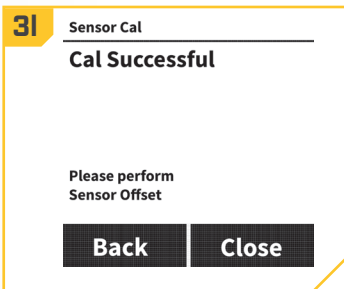 3I
Sensor Cal
Cal Successful
Please perform
Sensor Offset
Back Close